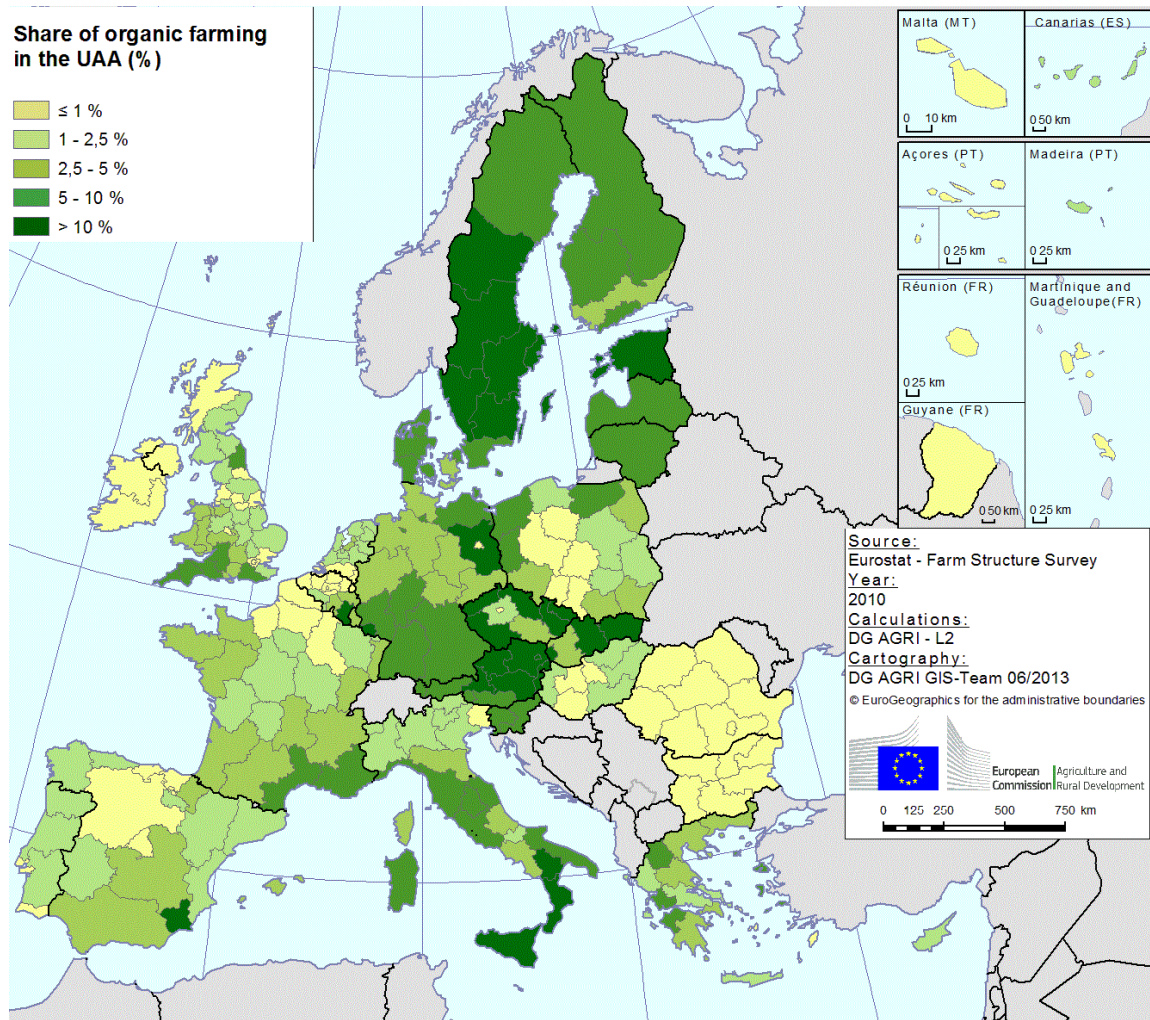 Share of organic farming
in the UAA (%)
≤ 1 %
1 - 2,5 %
2,5 - 5 %
5 - 10 %
> 10 %
Malta (MT)
0 10 km
Canarias (ES)
0 50 km
Açores (PT)
0 25 km
Madeira (PT)
0 25 km
Réunion (FR)
0 25 km
Martinique and
Guadeloupe(FR)
0 25 km
Guyane (FR)
0 50 km
Source:
Eurostat - Farm Structure Survey
Year:
2010
Calculations:
DG AGRI - L2
Cartography:
DG AGRI GIS-Team 06/2013
© EuroGeographics for the administrative boundaries
European
Commission
Agriculture and
Rural Development
0 125 250 500 750 km